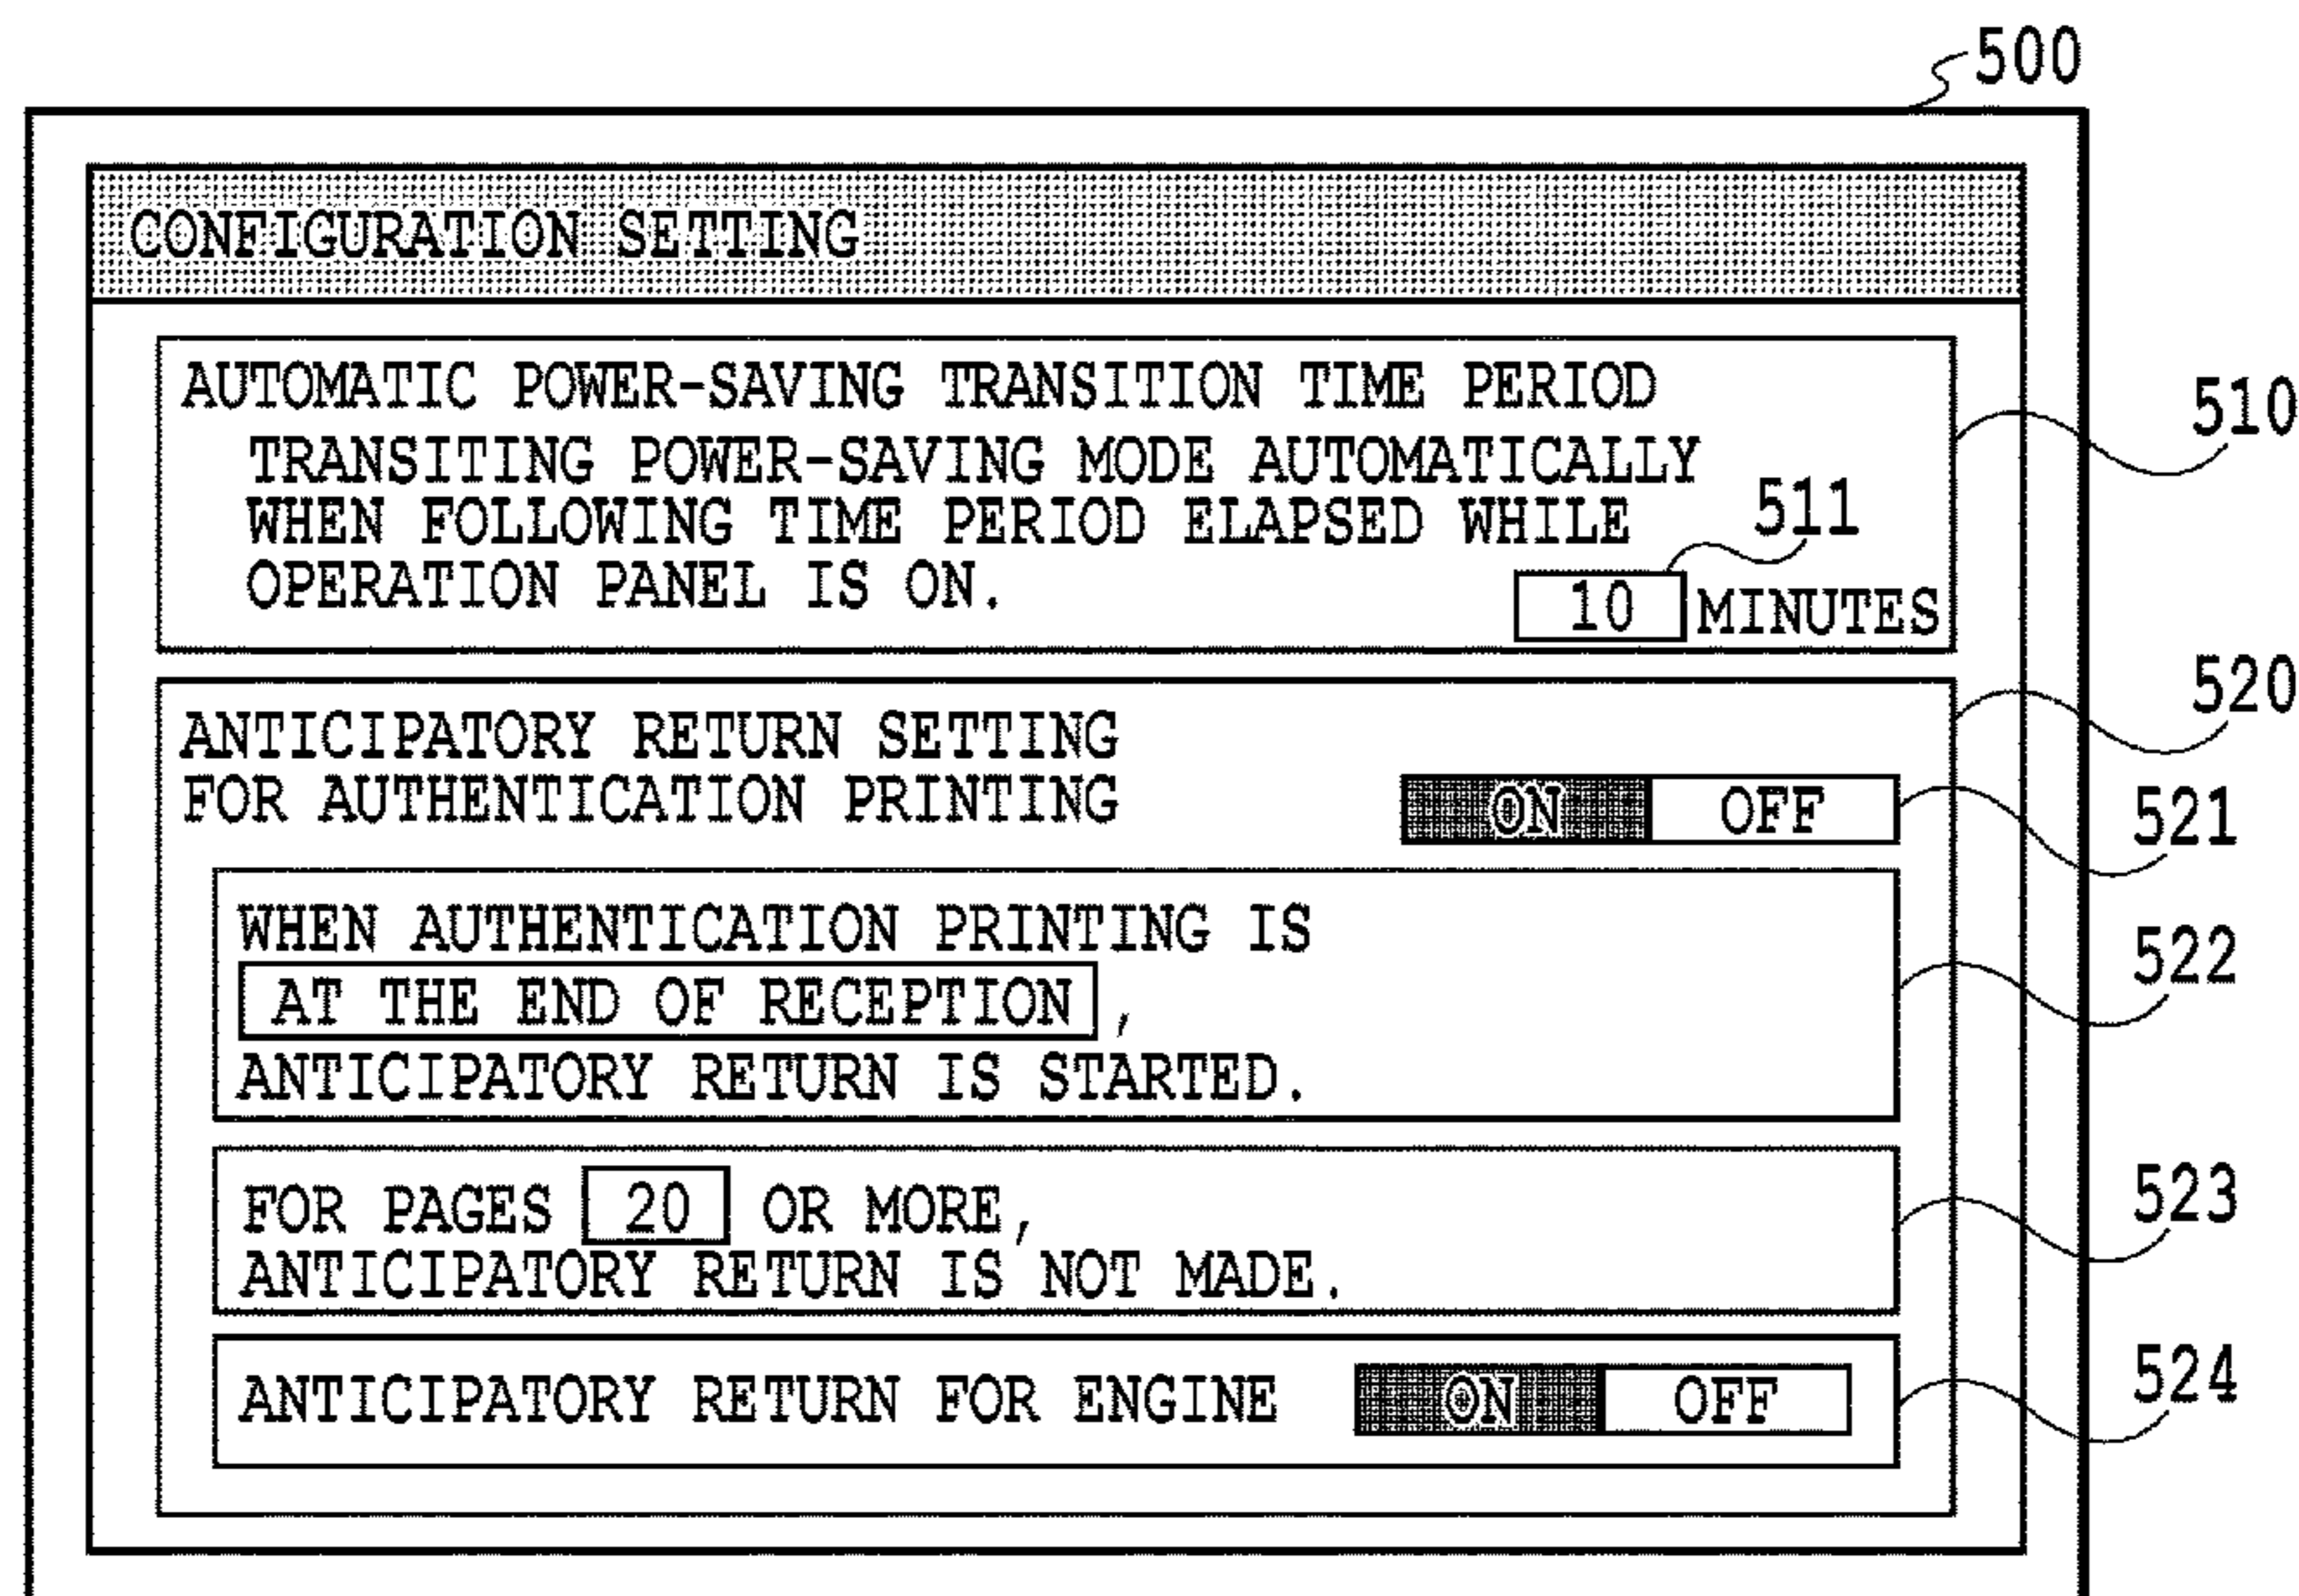 500
CONFIGURATION SETTING
AUTOMATIC POWER-SAVING TRANSITION TIME PERIOD
510
TRANSITING POWER-SAVING MODE AUTOMATICALLY
WHEN FOLLOWING TIME PERIOD ELAPSED WHILE
511
OPERATION PANEL IS ON.
10 MINUTES
520
ANTICIPATORY RETURN SETTING
FOR AUTHENTICATION PRINTING
ON OFF
521
WHEN AUTHENTICATION PRINTING IS
522
AT THE END OF RECEPTION ,
ANTICIPATORY RETURN IS STARTED.
FOR PAGES 20 OR MORE,
523
ANTICIPATORY RETURN IS NOT MADE.
ANTICIPATORY RETURN FOR ENGINE ON OFF
524